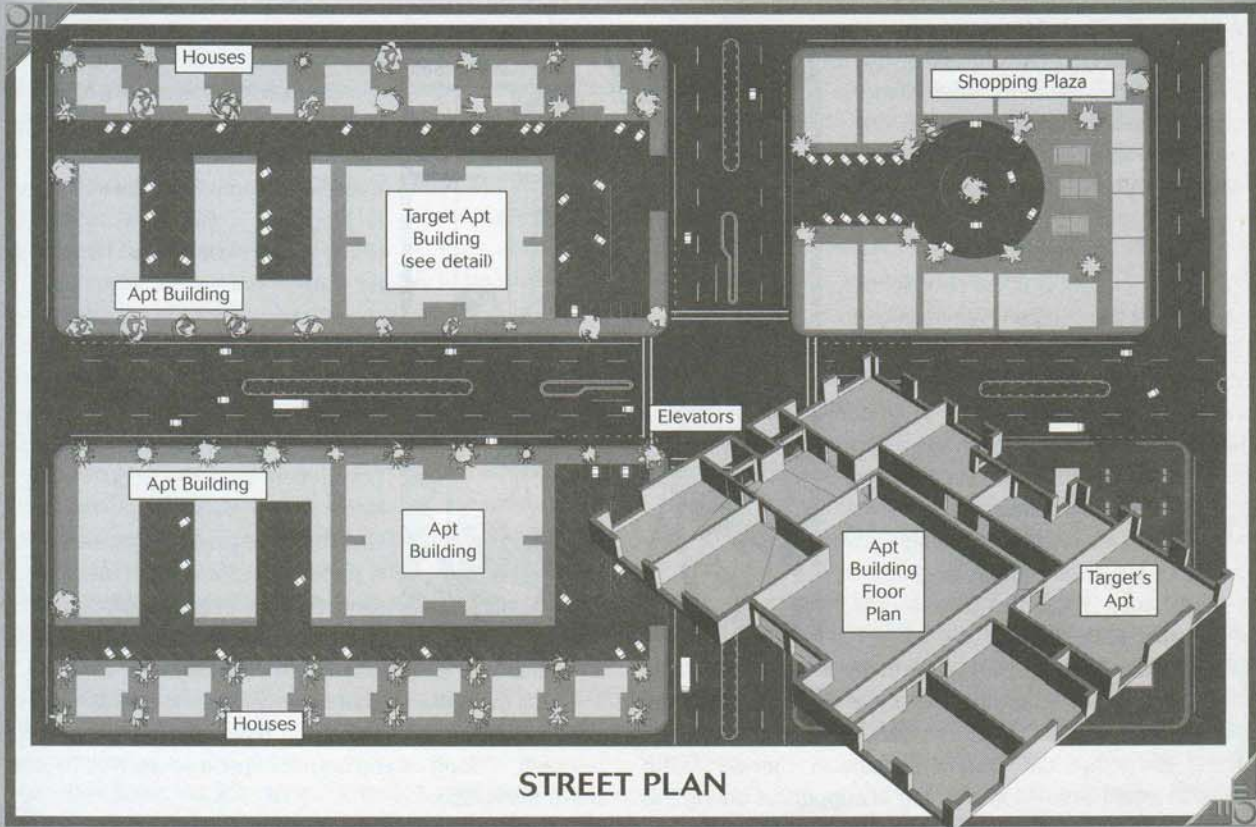 Houses
Shopping Plaza
Target Apt
Building
(see detail)
Apt Building
Elevators
Apt Building
Apt
Building
Apt
Building
Floor
Plan
Target's
Apt
Houses
STREET PLAN